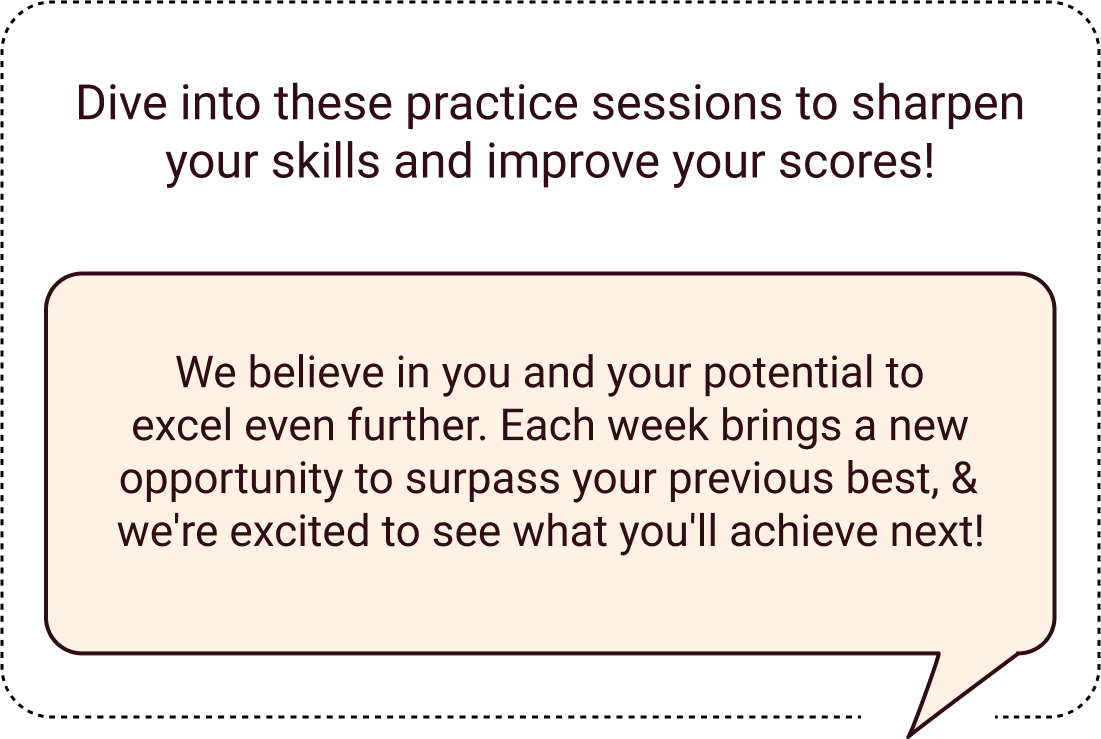 Dive into these practice sessions to sharpen
your skills and improve your scores!
We believe in you and your potential to
excel even further. Each week brings a new
opportunity to surpass your previous best, &
we're excited to see what you'll achieve next!